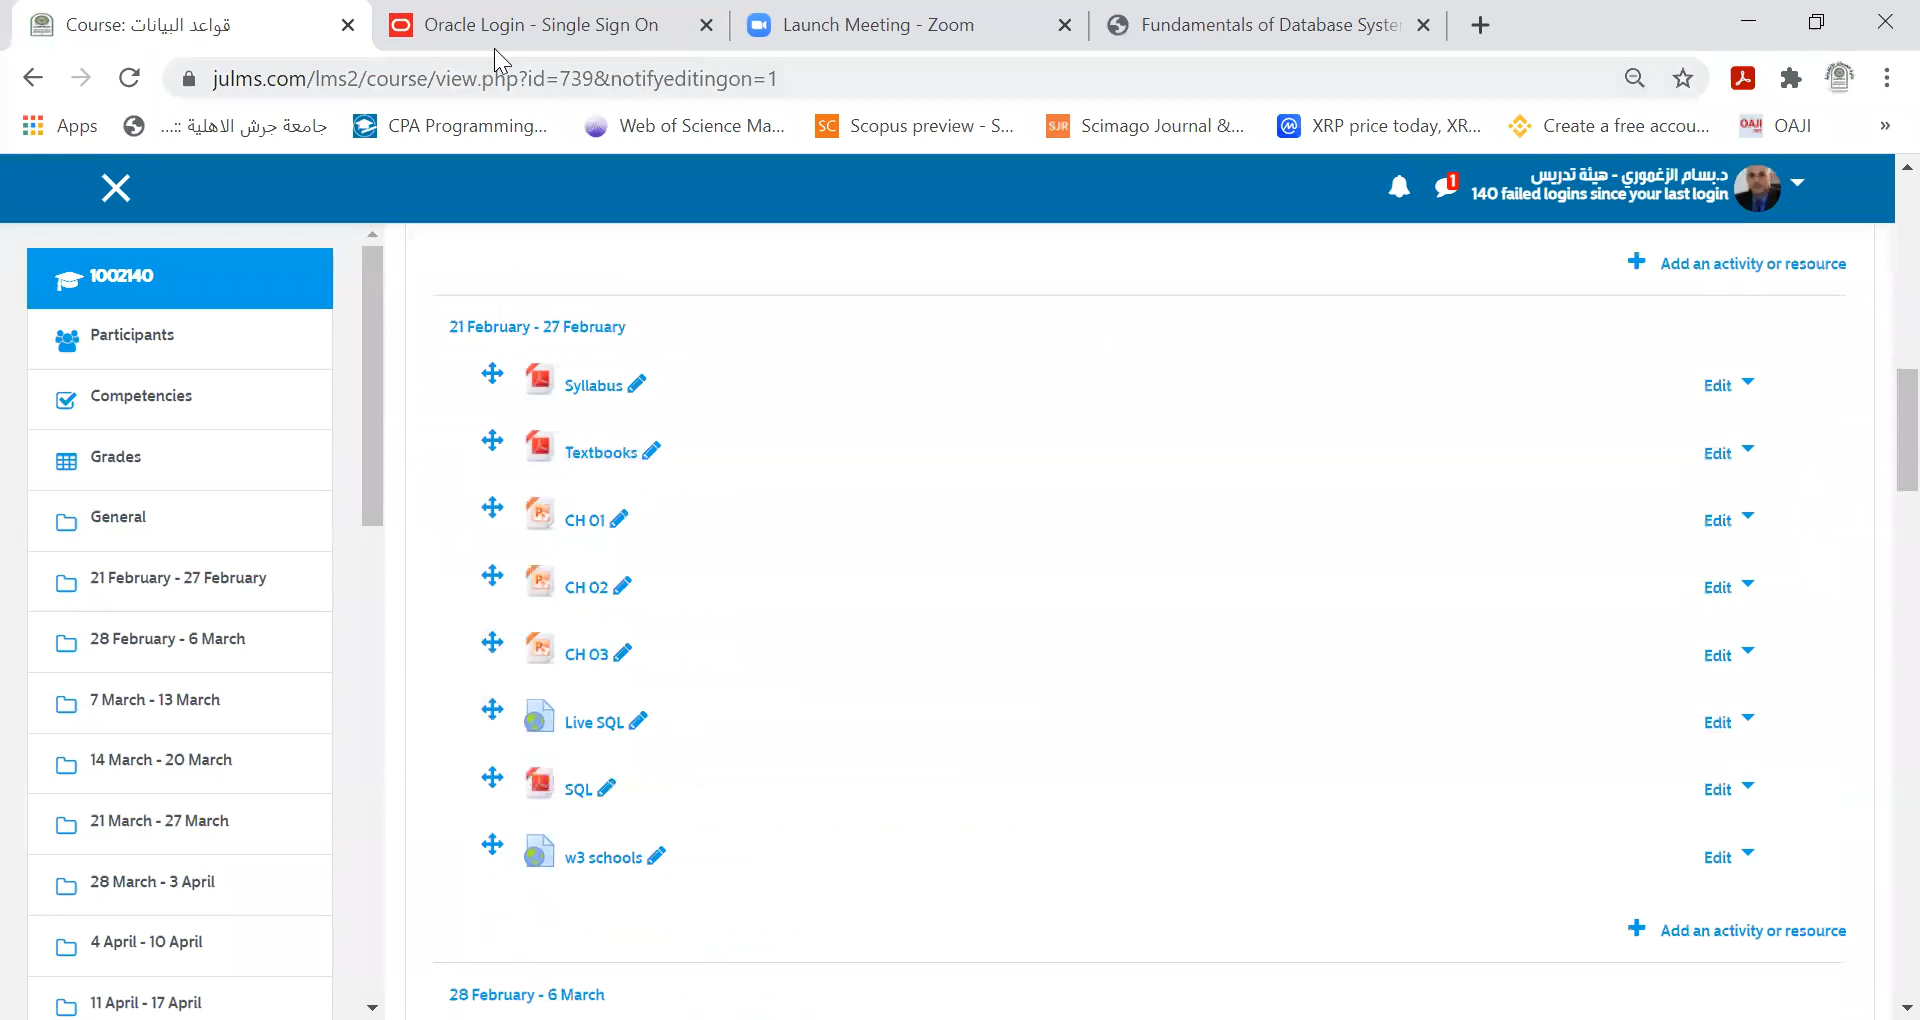 Course: قواعد البيانات
Oracle Login - Single Sign On
Launch Meeting - Zoom
Fundamentals of Database Syste
julms.com/lms2/course/view.php?id=739&notifyeditingon=1
Apps
جامعة جرش الاهلية ::...
CPA Programming...
Web of Science Ma...
SC
Scopus preview - S...
SJR
Scimago Journal &...
XRP price today, XR...
Create a free accou...
OAJI
OAJI
»
1
د.بسام الزغموري - هيئة تدريس
140 failed logins since your last login
1002140
Participants
Competencies
Grades
General
21 February - 27 February
28 February - 6 March
7 March - 13 March
14 March - 20 March
21 March - 27 March
28 March - 3 April
4 April - 10 April
11 April - 17 April
Add an activity or resource
21 February - 27 February
Syllabus
Edit
Textbooks
Edit
CH 01
Edit
CH 02
Edit
CH 03
Edit
Live SQL
Edit
SQL
Edit
w3 schools
Edit
Add an activity or resource
28 February - 6 March